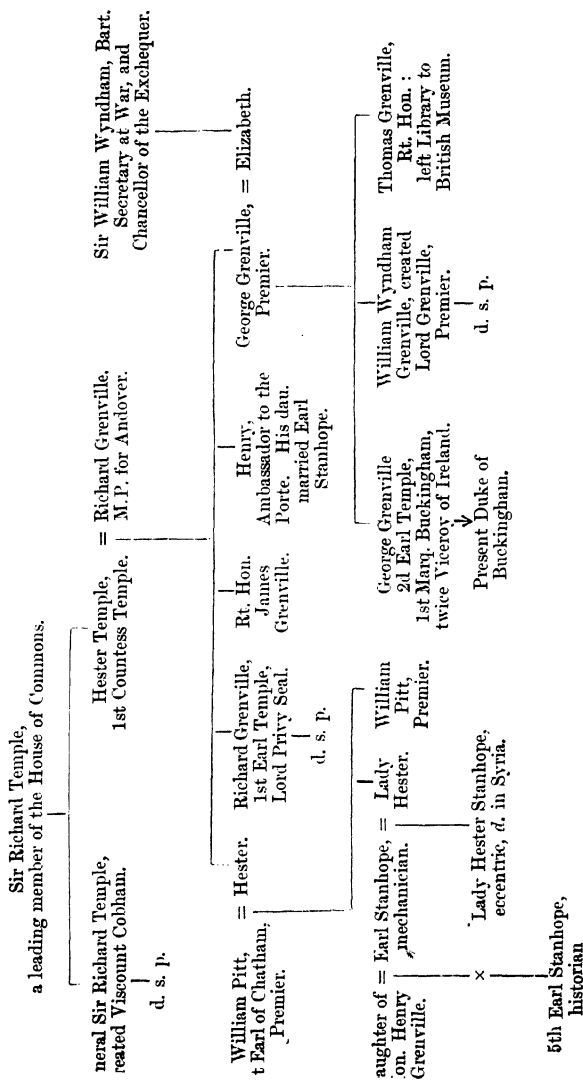 Sir Richard Temple,
a leading member of the House of Commons.
neral Sir Richard Temple,
reated Viscount Cobham.
d. s. p.
Hester Temple,
1st Countess Temple.
= Richard Grenville,
M.P. for Andover.
Sir William Wyndham, Bart.
Secretary at War, and
Chancellor of the Exchequer.
William Pitt,
t Earl of Chatham,
Premier.
= Hester.
Richard Grenville,
1st Earl Temple,
Lord Privy Seal.
d. s. p.
Rt. Hon.
James
Grenville.
Henry,
Ambassador to the
Porte. His dau.
married Earl
Stanhope.
George Grenville,
Premier.
= Elizabeth.
aughter of
on. Henry
Grenville.
= Earl Stanhope,
mechanician.
= Lady
Hester.
William
Pitt,
Premier.
George Grenville
2d Earl Temple,
1st Marq. Buckingham,
twice Viceroy of Ireland.
Present Duke of
Buckingham.
William Wyndham
Grenville, created
Lord Grenville,
Premier.
d. s. p.
Thomas Grenville,
Rt. Hon. :
left Library to
British Museum.
×
Lady Hester Stanhope,
eccentric, d. in Syria.
5th Earl Stanhope,
historian